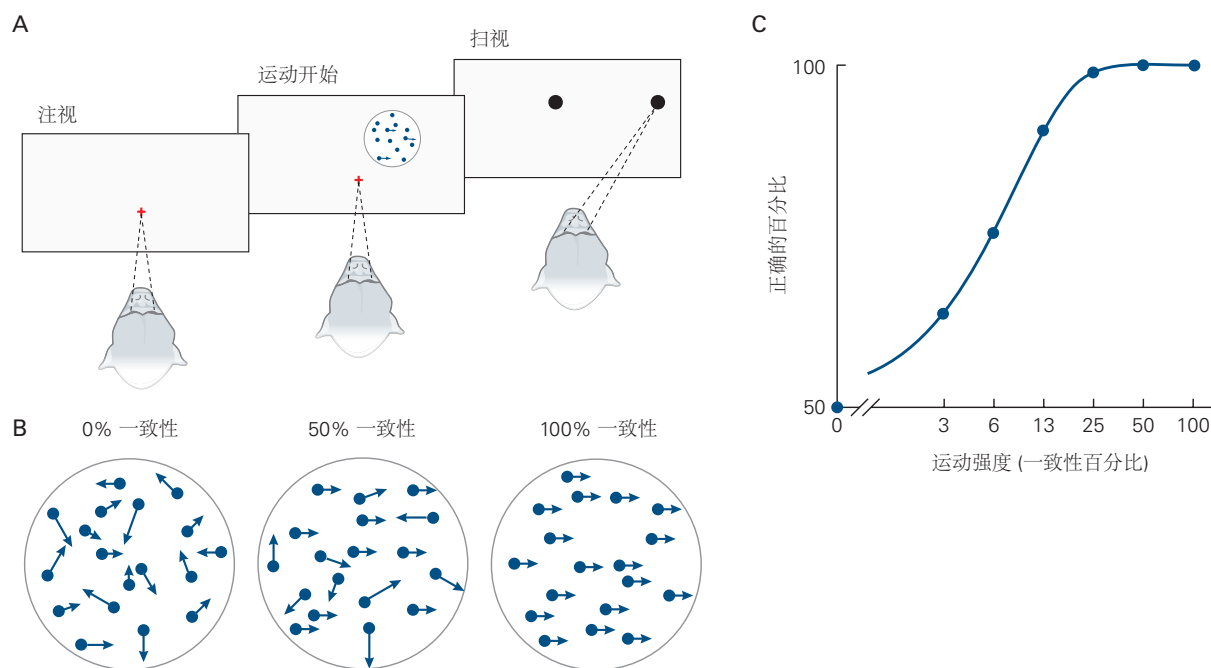 A
注视
运动开始
扫视
B
0% 一致性
50% 一致性
100% 一致性
C
正确的百分比
100
50
0
3
6
13
25
50
100
运动强度 (一致性百分比)